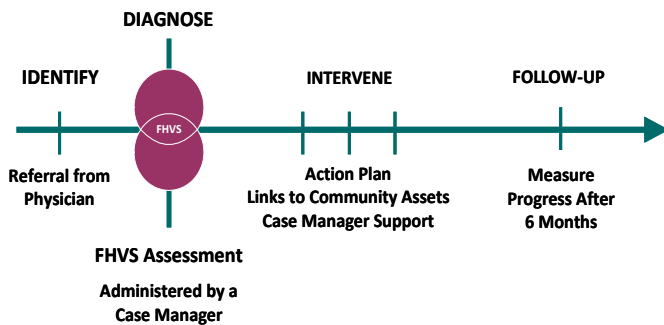 DIAGNOSE
IDENTIFY
INTERVENE
FOLLOW-UP
FHVS
Referral from
Physician
Action Plan
Links to Community Assets
Case Manager Support
Measure
Progress After
6 Months
FHVS Assessment
Administered by a
Case Manager